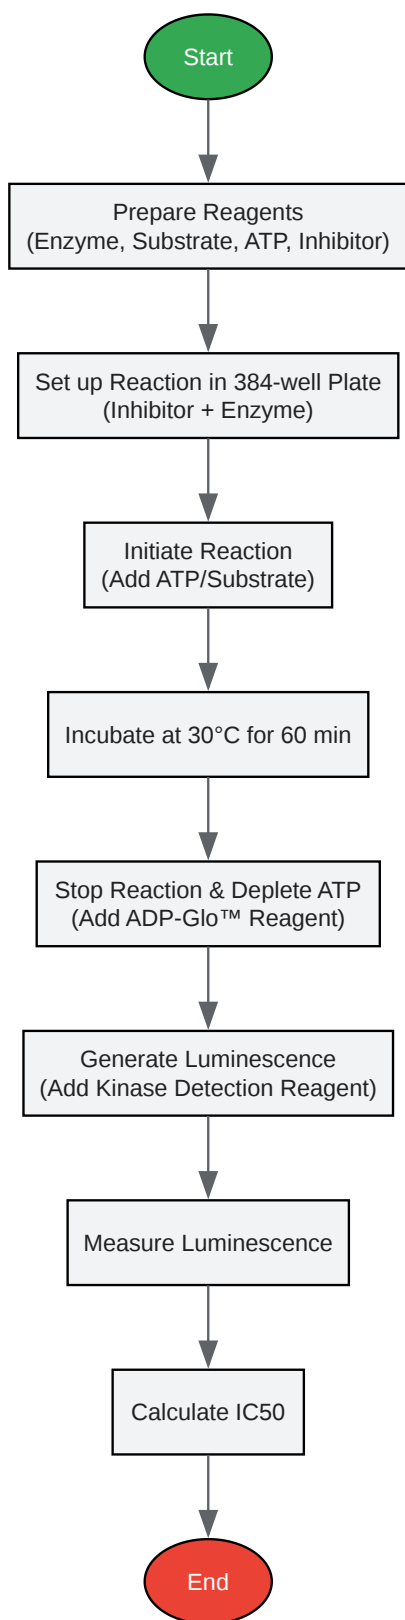 Start
Prepare Reagents
(Enzyme, Substrate, ATP, Inhibitor)
Set up Reaction in 384-well Plate
(Inhibitor + Enzyme)
Initiate Reaction
(Add ATP/Substrate)
Incubate at 30°C for 60 min
Stop Reaction & Deplete ATP
(Add ADP-Glo™ Reagent)
Generate Luminescence
(Add Kinase Detection Reagent)
Measure Luminescence
Calculate IC50
End